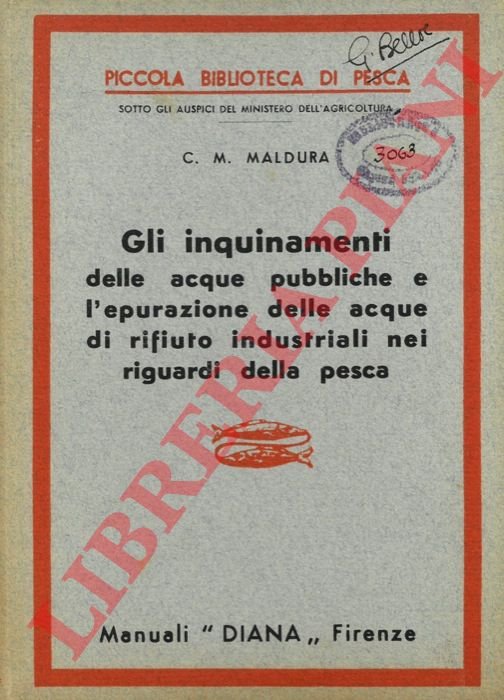 G. Bellor
PICCOLA BIBLIOTECA DI PESCA
SOTTO GLI AUSPICI DEL MINISTERO DELL'AGRICOLTURA
C. M. MALDURA
3063
Gli inquinamenti
delle acque pubbliche e
l'epurazione delle acque
di rifiuto industriali nei
riguardi della pesca
LIBRERIA PIANI
Manuali "DIANA„ Firenze